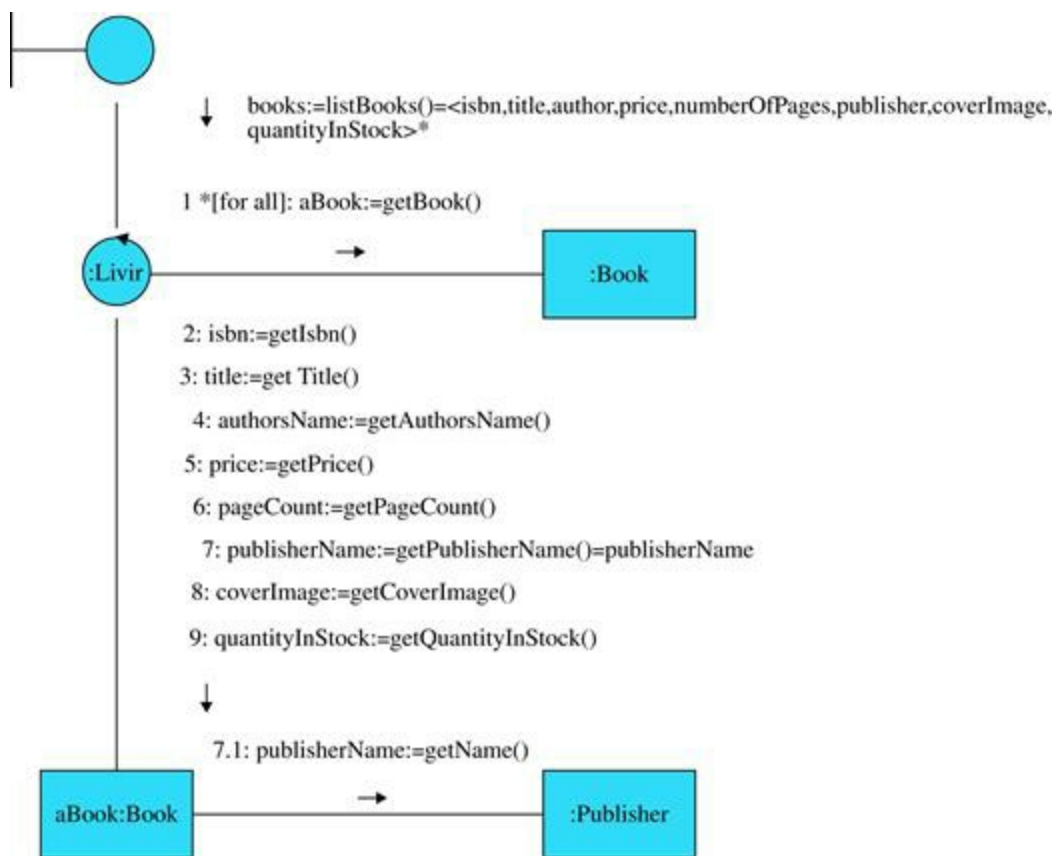 books:=listBooks()=<isbn,title,author,price,numberOfPages,publisher,coverImage,
quantityInStock>*
1 *[for all]: aBook:=getBook()
:Livir
:Book
2: isbn:=getIsbn()
3: title:=get Title()
4: authorsName:=getAuthorsName()
5: price:=getPrice()
6: pageCount:=getPageCount()
7: publisherName:=getPublisherName()=publisherName
8: coverImage:=getCoverImage()
9: quantityInStock:=getQuantityInStock()
7.1: publisherName:=getName()
aBook:Book
:Publisher